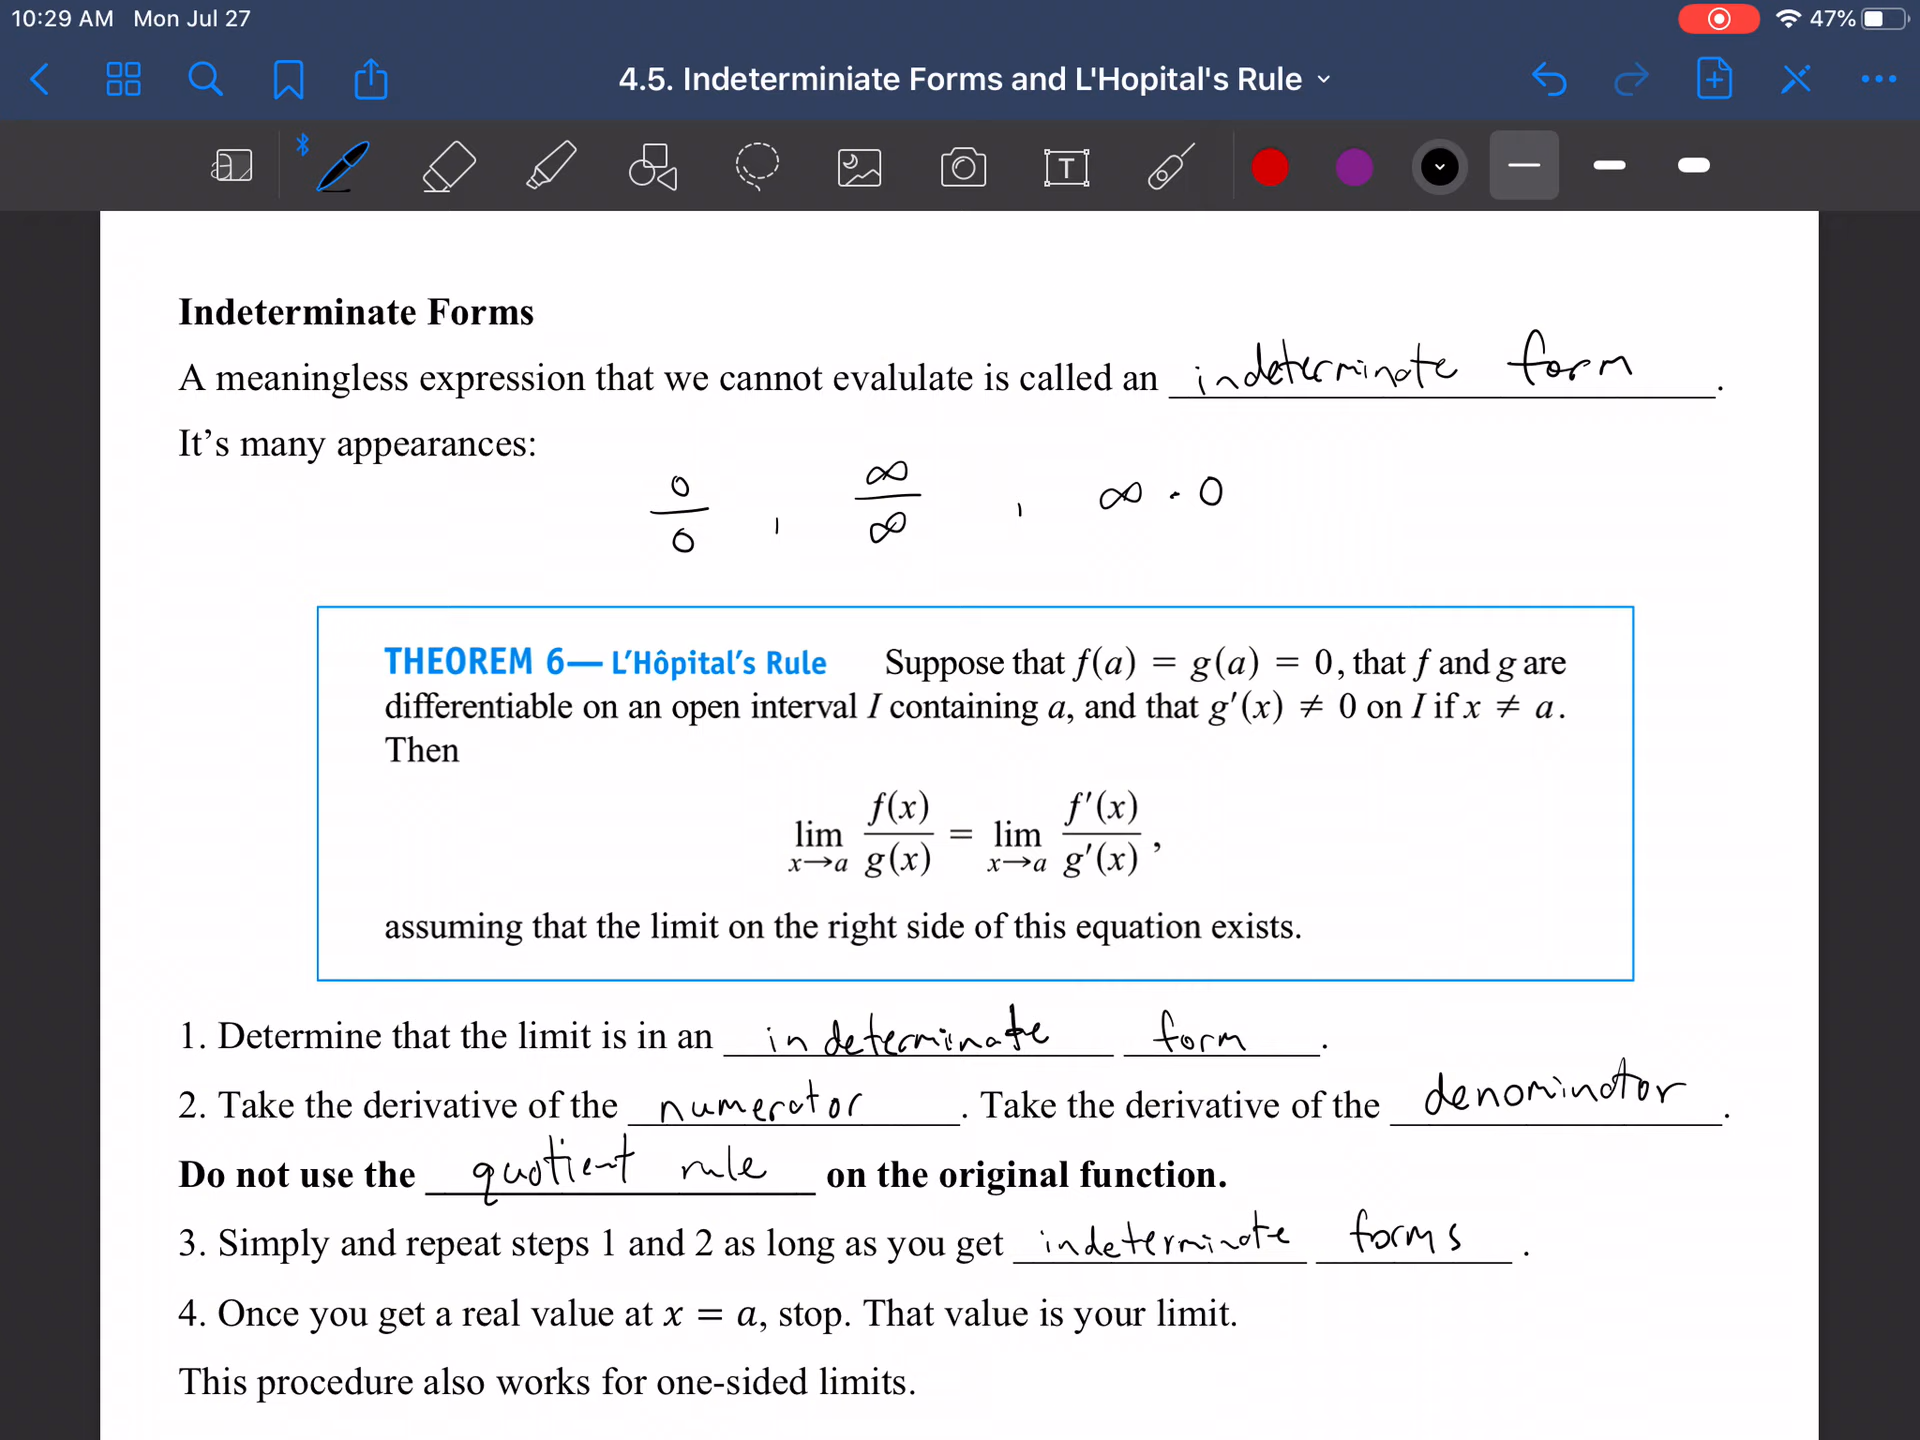 10:29 AM Mon Jul 27 47%
4.5. Indeterminiate Forms and L'Hopital's Rule
Indeterminate Forms
A meaningless expression that we cannot evalulate is called an indeterminate form.
It’s many appearances:
0/0 , ∞/∞ , ∞ · 0
THEOREM 6— L’Hôpital’s Rule Suppose that f(a) = g(a) = 0, that f and g are
differentiable on an open interval I containing a, and that g′(x) ≠ 0 on I if x ≠ a.
Then
lim x→a f(x)/g(x) = lim x→a f′(x)/g′(x) ,
assuming that the limit on the right side of this equation exists.
1. Determine that the limit is in an indeterminate form.
2. Take the derivative of the numerator. Take the derivative of the denominator.
Do not use the quotient rule on the original function.
3. Simply and repeat steps 1 and 2 as long as you get indeterminate forms.
4. Once you get a real value at x = a, stop. That value is your limit.
This procedure also works for one-sided limits.